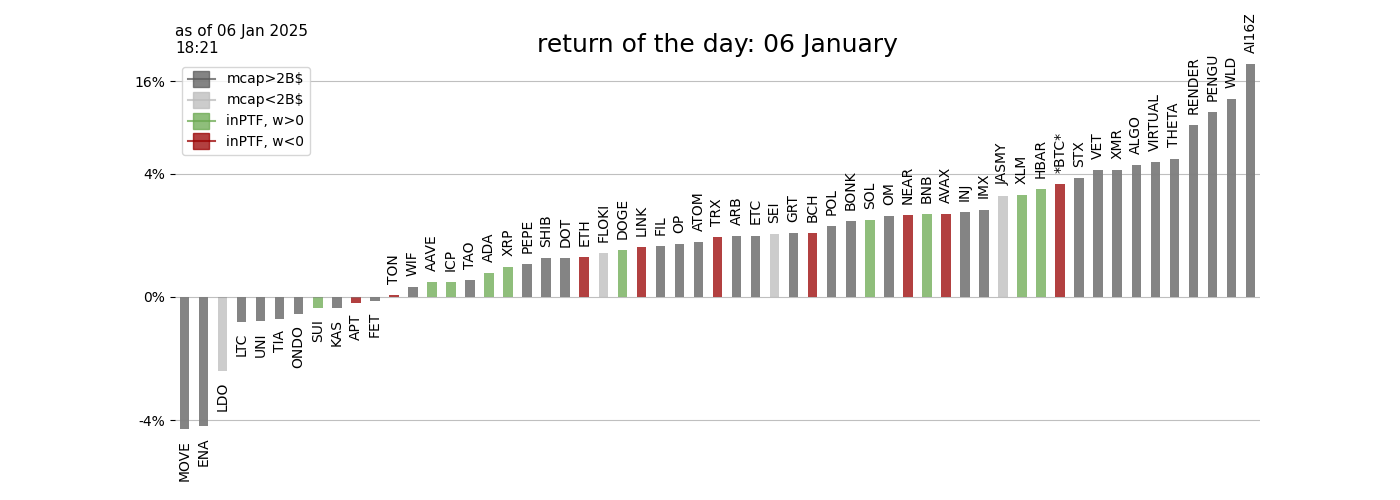 as of 06 Jan 2025
18:21
return of the day: 06 January
mcap>2B$
mcap<2B$
inPTF, w>0
inPTF, w<0
16%
4%
0%
-4%
MOVE
ENA
LDO
LTC
UNI
TIA
ONDO
SUI
KAS
APT
FET
TON
WIF
AAVE
ICP
TAO
ADA
XRP
PEPE
SHIB
DOT
ETH
FLOKI
DOGE
LINK
FIL
OP
ATOM
TRX
ARB
ETC
SEI
GRT
BCH
POL
BONK
SOL
OM
NEAR
BNB
AVAX
INJ
IMX
JASMY
XLM
HBAR
*BTC*
STX
VET
XMR
ALGO
VIRTUAL
THETA
RENDER
PENGU
WLD
AI16Z